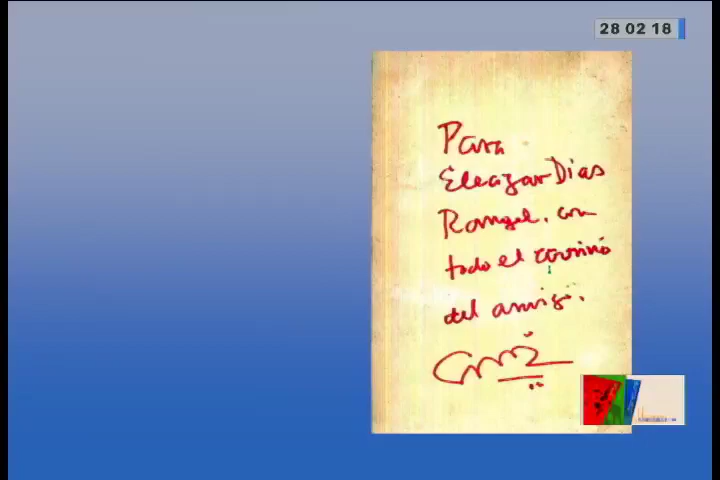 28 02 18
Para
Eleazar Dias
Rangel, con
todo el cariño
del amigo.